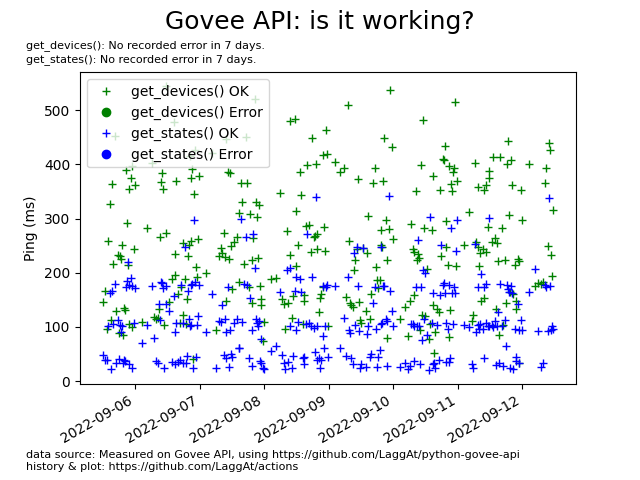 Govee API: is it working?
get_devices(): No recorded error in 7 days.
get_states(): No recorded error in 7 days.
get_devices() OK
get_devices() Error
get_states() OK
get_states() Error
Ping (ms)
500
400
300
200
100
0
2022-09-06
2022-09-07
2022-09-08
2022-09-09
2022-09-10
2022-09-11
2022-09-12
data source: Measured on Govee API, using https://github.com/LaggAt/python-govee-api
history & plot: https://github.com/LaggAt/actions